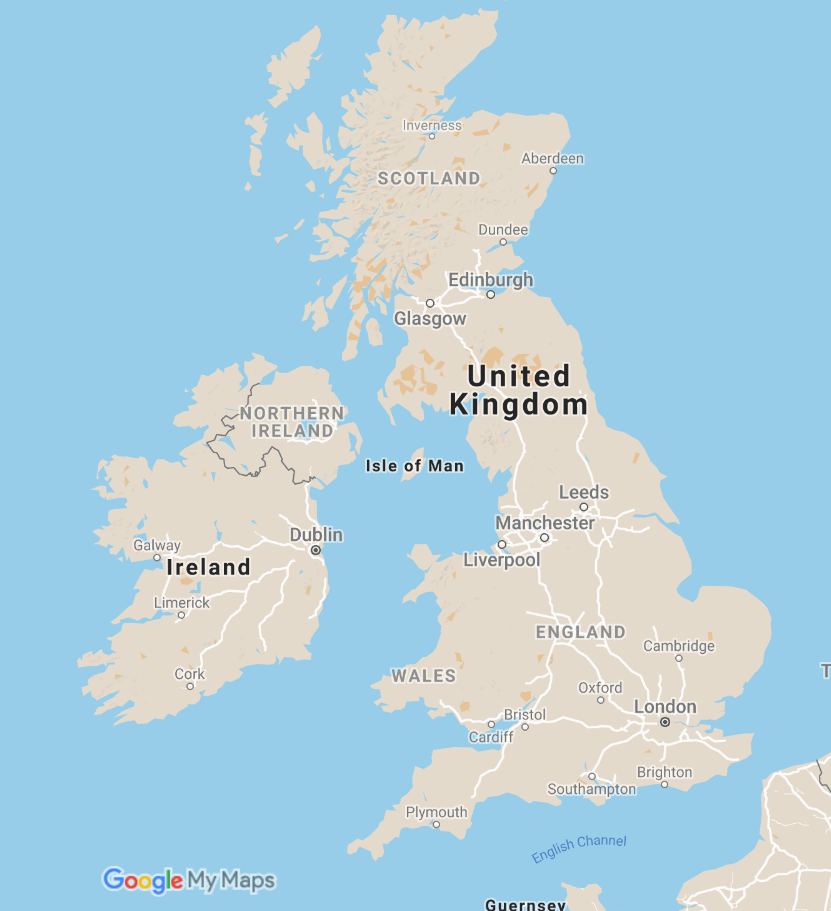 Inverness
Aberdeen
SCOTLAND
Dundee
Edinburgh
Glasgow
United
Kingdom
NORTHERN
IRELAND
Isle of Man
Leeds
Manchester
Dublin
Galway
Liverpool
Ireland
Limerick
ENGLAND
Cambridge
WALES
Cork
Oxford
London
Bristol
Cardiff
Brighton
Southampton
Plymouth
English Channel
Google My Maps
Guernsey